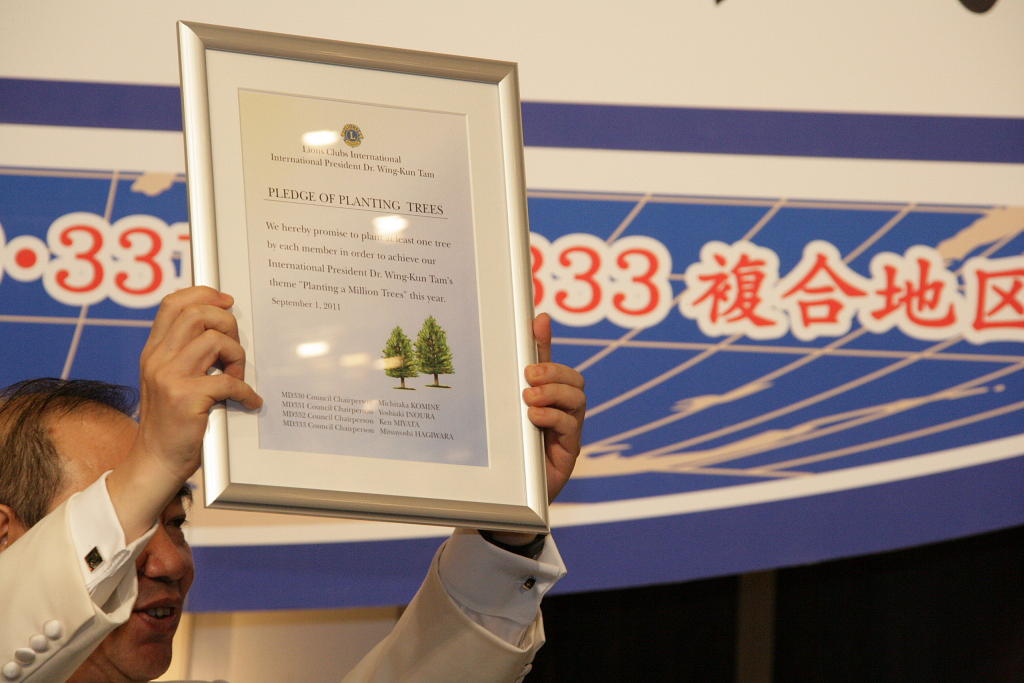 Lions Clubs International
International President Dr. Wing-Kun Tam
PLEDGE OF PLANTING TREES
We hereby promise to plant at least one tree
by each member in order to achieve our
International President Dr. Wing-Kun Tam's
theme "Planting a Million Trees" this year.
September 1, 2011
MD330 Council Chairperson Michitaka KOMINE
MD331 Council Chairperson Yoshiaki INOURA
MD332 Council Chairperson Ken MIYATA
MD333 Council Chairperson Mitsuyoshi HAGIWARA
・33
333 複合地区